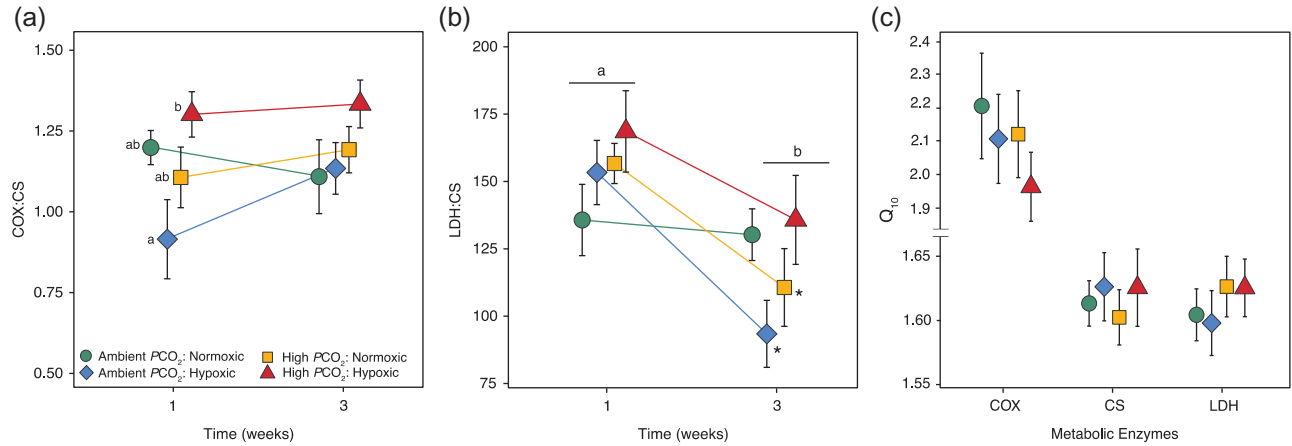 (a)
1.50
1.25
1.00
0.75
0.50
COX:CS
ab
ab
a
b
Ambient PCO₂: Normoxic
High PCO₂: Normoxic
Ambient PCO₂: Hypoxic
High PCO₂: Hypoxic
1
3
Time (weeks)
(b)
200
175
150
125
100
75
LDH:CS
a
b
*
*
1
3
Time (weeks)
(c)
2.4
2.3
2.2
2.1
2.0
1.9
1.65
1.60
1.55
Q₁₀
COX
CS
LDH
Metabolic Enzymes